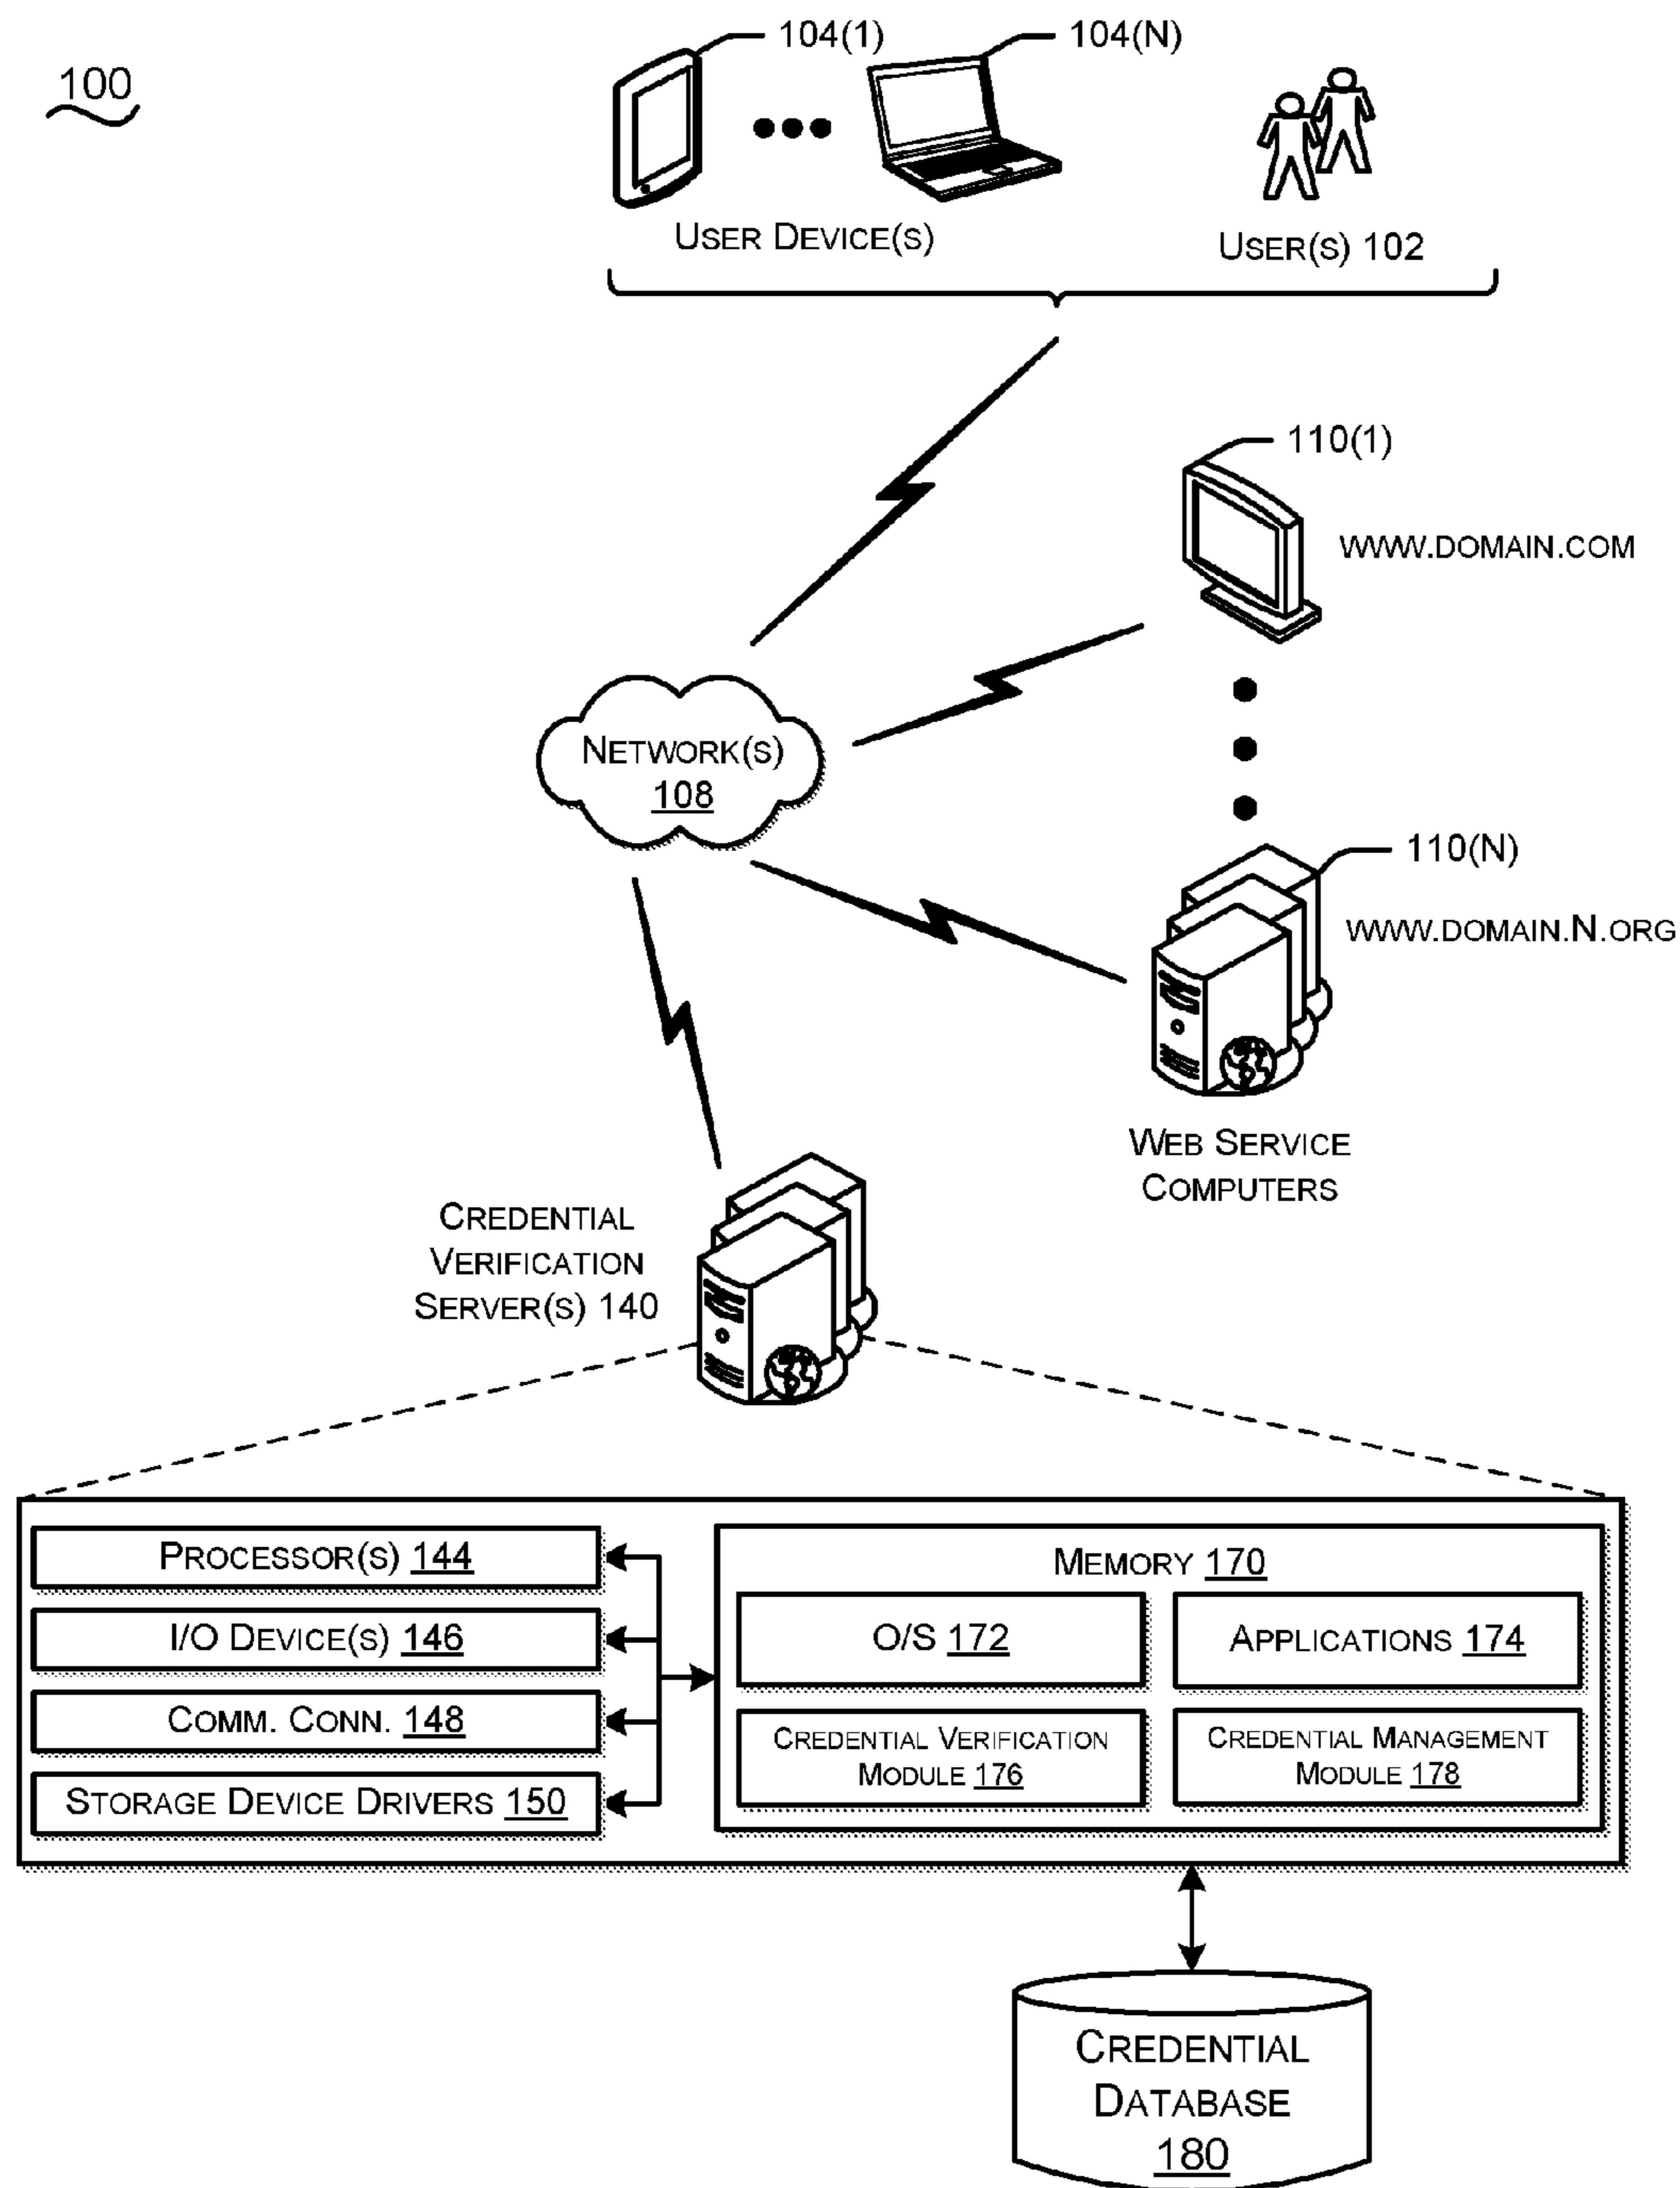 100
104(1)
104(N)
USER DEVICE(S)
USER(S) 102
110(1)
WWW.DOMAIN.COM
NETWORK(S)
108
110(N)
WWW.DOMAIN.N.ORG
WEB SERVICE
COMPUTERS
CREDENTIAL
VERIFICATION
SERVER(S) 140
PROCESSOR(S) 144
I/O DEVICE(S) 146
COMM. CONN. 148
STORAGE DEVICE DRIVERS 150
MEMORY 170
O/S 172
APPLICATIONS 174
CREDENTIAL VERIFICATION
MODULE 176
CREDENTIAL MANAGEMENT
MODULE 178
CREDENTIAL
DATABASE
180